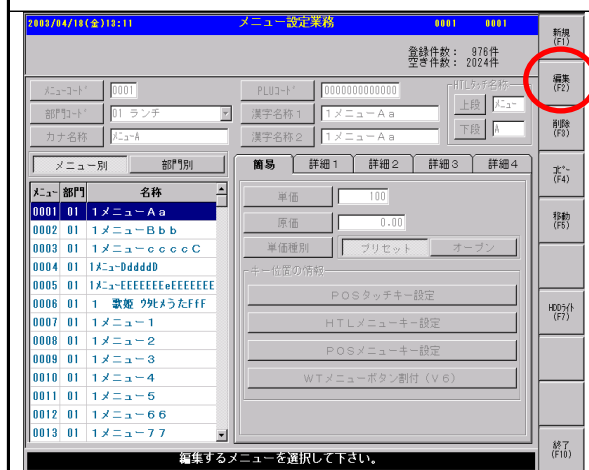 2003/04/18(金)13:11 メニュー設定業務 0001 0001
登録件数： 976件
空き件数： 2024件
ﾒﾆｭｰｺｰﾄﾞ 0001 PLUｺｰﾄﾞ 0000000000000 HTLﾀｯﾁ名称
部門ｺｰﾄﾞ 01 ランチ 漢字名称１ １メニューＡａ 上段 ﾒﾆｭｰ
カナ名称 ﾒﾆｭｰA 漢字名称２ １メニューＡａ 下段 A
メニュー別 部門別
ﾒﾆｭｰ 部門 名称
0001 01 １メニューＡａ
0002 01 １メニューＢｂｂ
0003 01 １メニューｃｃｃｃＣ
0004 01 1ﾒﾆｭｰDddddD
0005 01 1ﾒﾆｭｰEEEEEEEeEEEEEEE
0006 01 １ 歌姫 ｳﾀﾋﾒうたFfF
0007 01 １メニュー１
0008 01 １メニュー２
0009 01 １メニュー３
0010 01 １メニュー４
0011 01 １メニュー５
0012 01 １メニュー６６
0013 01 １メニュー７７
簡易 詳細１ 詳細２ 詳細３ 詳細４
単価 100
原価 0.00
単価種別 プリセット オープン
キー位置の情報
ＰＯＳタッチキー設定
ＨＴＬメニューキー設定
ＰＯＳメニューキー設定
ＷＴメニューボタン割付（Ｖ６）
編集するメニューを選択して下さい。
新規
(F1)
編集
(F2)
削除
(F3)
ｺﾋﾟｰ
(F4)
移動
(F5)
HDDﾗｲﾄ
(F7)
終了
(F10)